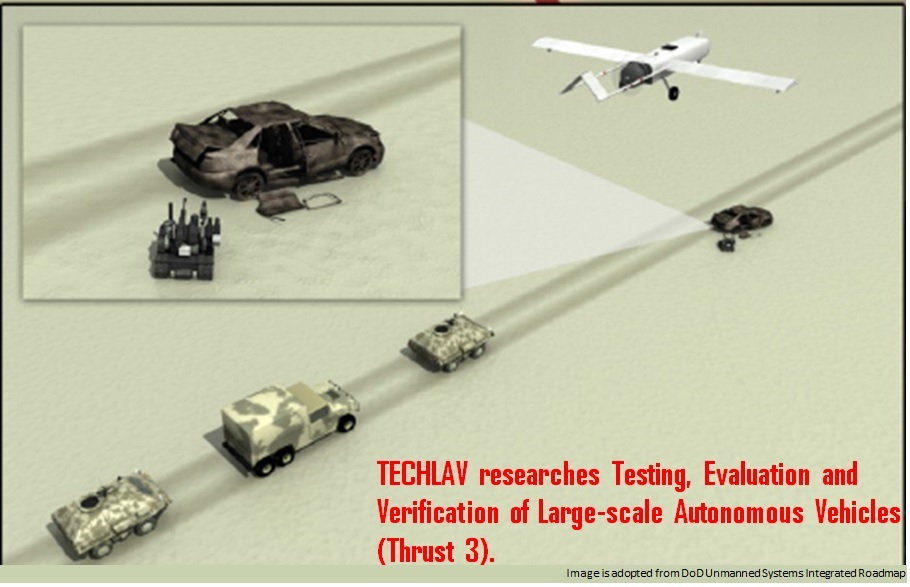 TECHLAV researches Testing, Evaluation and
Verification of Large-scale Autonomous Vehicles
(Thrust 3).
Image is adopted from DoD Unmanned Systems Integrated Roadmap